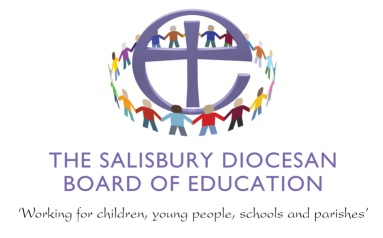 THE SALISBURY DIOCESAN
BOARD OF EDUCATION
'Working for children, young people, schools and parishes'